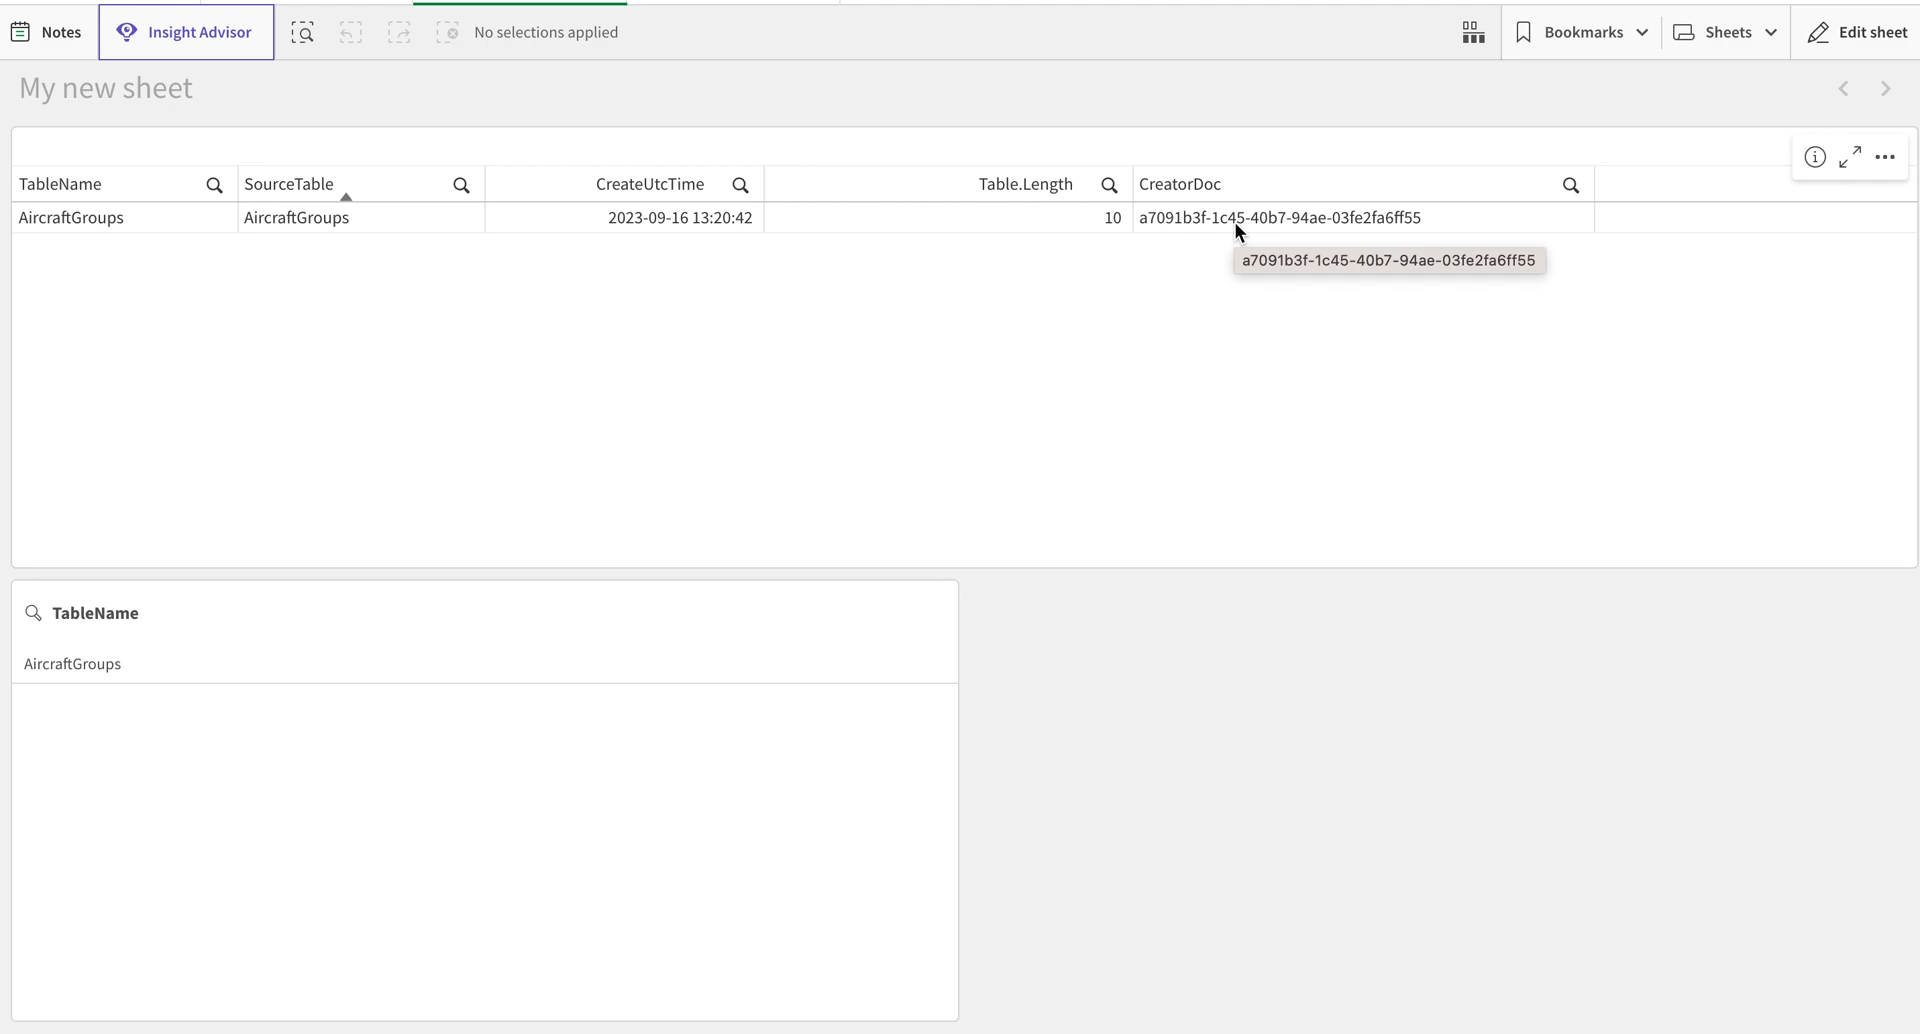 Notes Insight Advisor No selections applied Bookmarks Sheets Edit sheet
My new sheet
TableName SourceTable CreateUtcTime Table.Length CreatorDoc
AircraftGroups AircraftGroups 2023-09-16 13:20:42 10 a7091b3f-1c45-40b7-94ae-03fe2fa6ff55
a7091b3f-1c45-40b7-94ae-03fe2fa6ff55
TableName
AircraftGroups